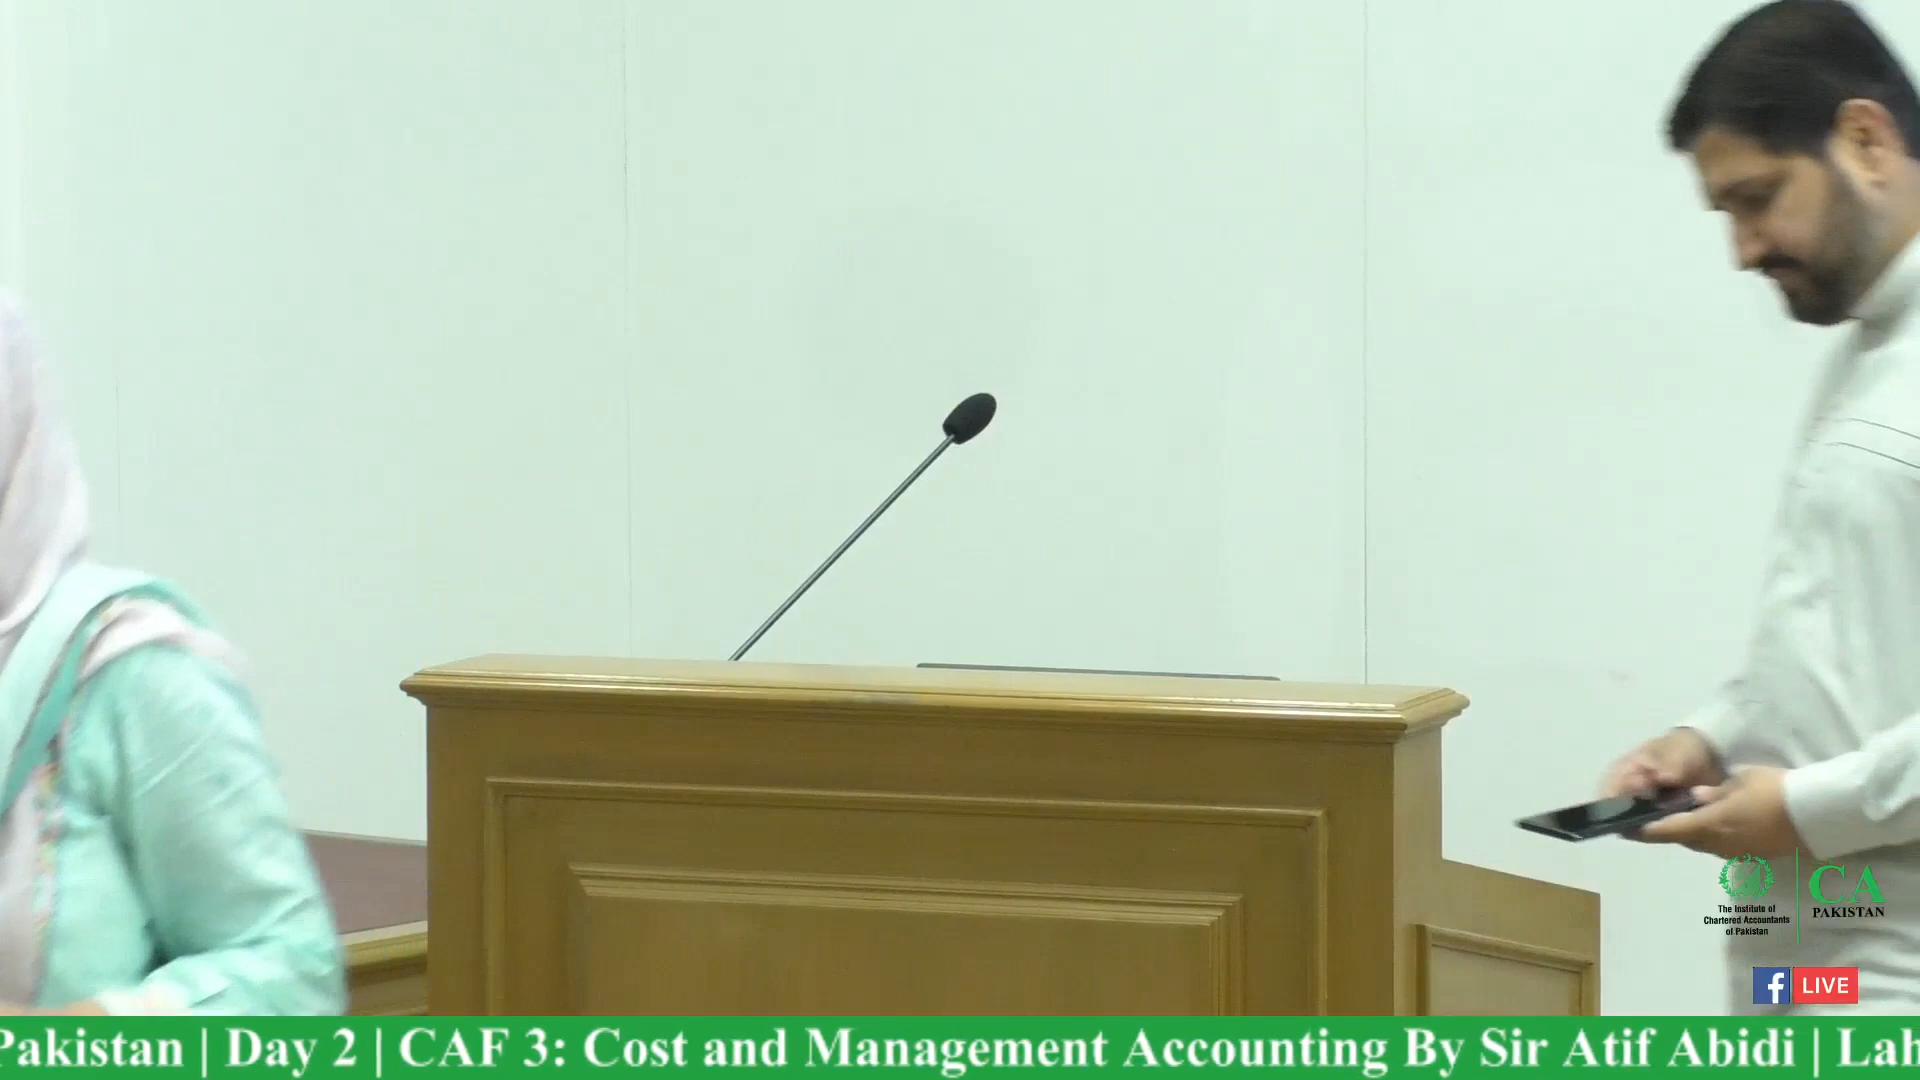 The Institute of
Chartered Accountants
of Pakistan
CA
PAKISTAN
f LIVE
Pakistan | Day 2 | CAF 3: Cost and Management Accounting By Sir Atif Abidi | Lah